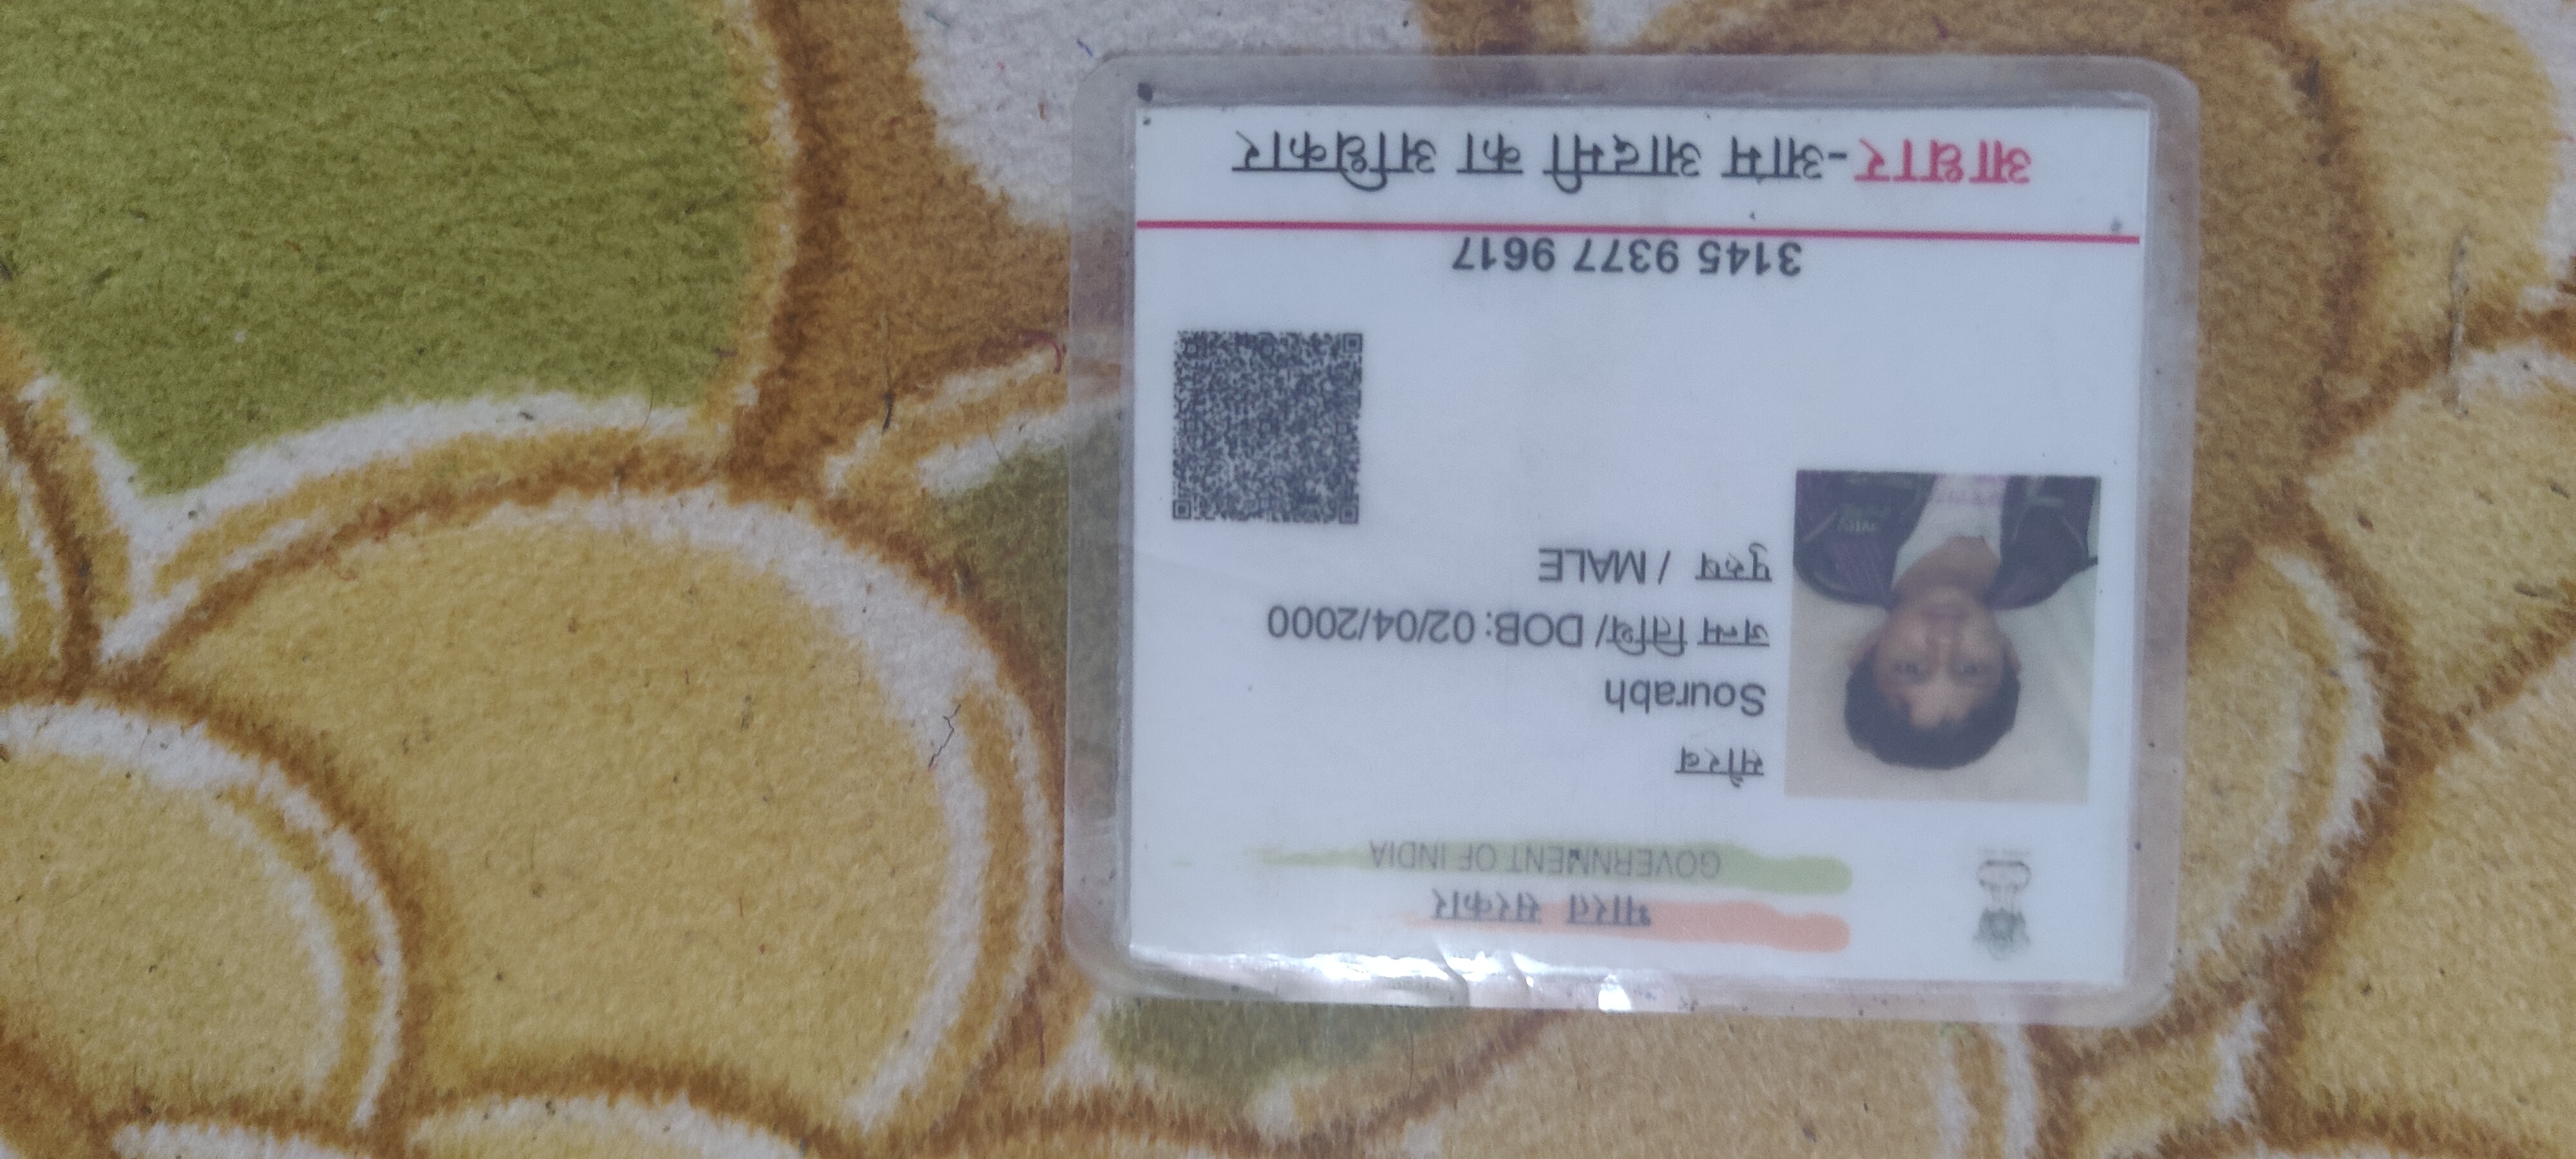 भारत सरकार
GOVERNMENT OF INDIA
सौरव
Sourabh
जन्म तिथि/ DOB: 02/04/2000
पुरुष / MALE
3145 9377 9617
आधार-आम आदमी का अधिकार